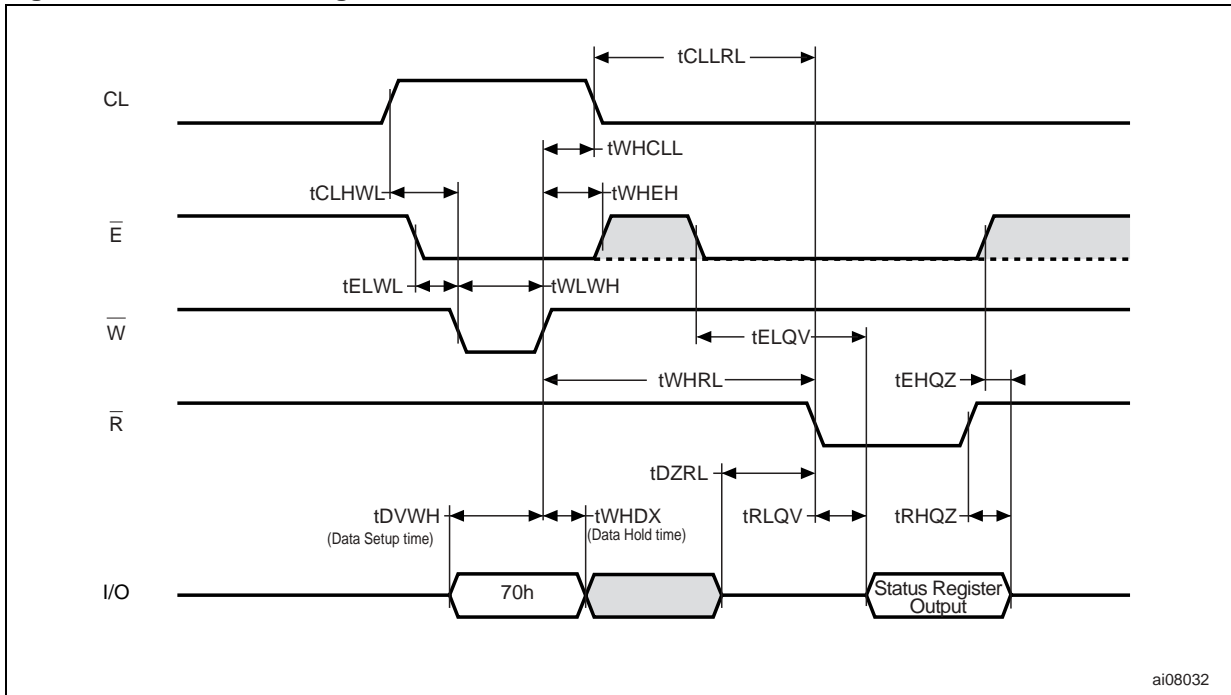 tCLLRL
CL
tWHCLL
tCLHWL
tWHEH
E
tELWL
tWLWH
W
tELQV
tWHRL
tEHQZ
R
tDZRL
tDVWH
(Data Setup time)
tWHDX
(Data Hold time)
tRLQV
tRHQZ
I/O
70h
Status Register
Output
ai08032